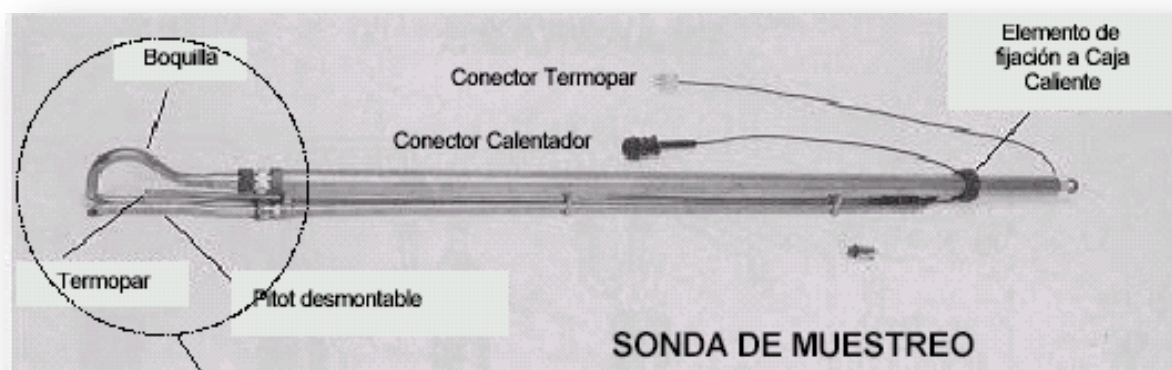 Elemento de
fijación a Caja
Caliente
Boquilla
Conector Termopar
Conector Calentador
Termopar
Pitot desmontable
SONDA DE MUESTREO